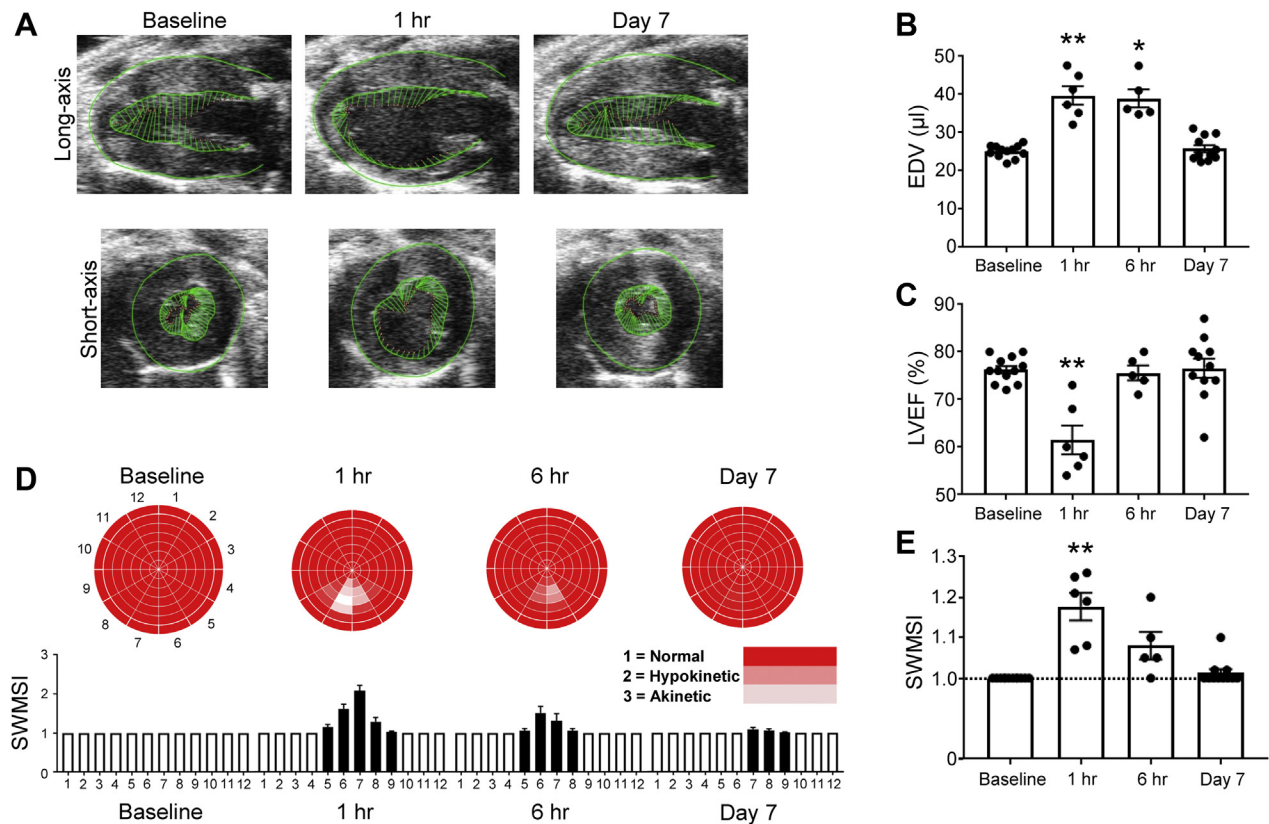 A
Baseline 1 hr Day 7
Long-axis
Short-axis
B
EDV (µl)
50
40
30
20
10
0
** *
Baseline 1 hr 6 hr Day 7
C
LVEF (%)
90
80
70
60
50
**
Baseline 1 hr 6 hr Day 7
D
Baseline 1 hr 6 hr Day 7
12 1
11 2
10 3
9 4
8 5
7 6
1 = Normal
2 = Hypokinetic
3 = Akinetic
SWMSI
3
2
1
0
1 2 3 4 5 6 7 8 9 10 11 12 1 2 3 4 5 6 7 8 9 10 11 12 1 2 3 4 5 6 7 8 9 10 11 12 1 2 3 4 5 6 7 8 9 10 11 12
Baseline 1 hr 6 hr Day 7
E
SWMSI
1.3
1.2
1.1
1.0
0
**
Baseline 1 hr 6 hr Day 7